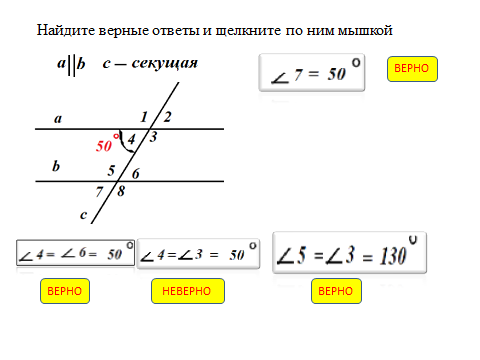 Найдите верные ответы и щелкните по ним мышкой
a||b c – секущая
∠ 7 = 50°
ВЕРНО
a
1 2
50° 4 3
b
5 6
7 8
c
∠ 4 = ∠ 6 = 50°
∠ 4 = ∠ 3 = 50°
∠5 = ∠3 = 130°
ВЕРНО
НЕВЕРНО
ВЕРНО